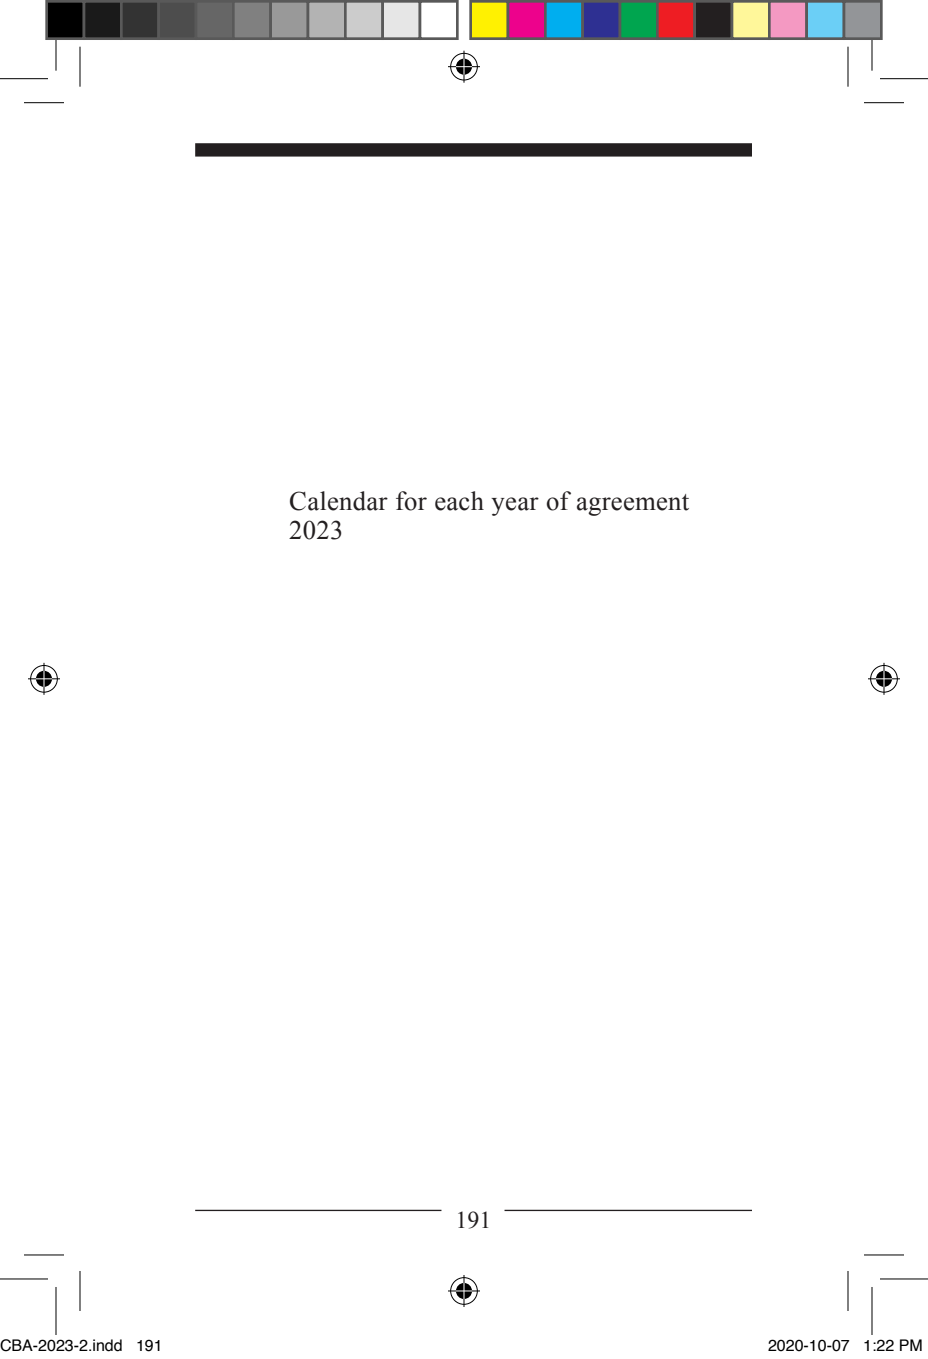 Calendar for each year of agreement
2023
191
CBA-2023-2.indd 191
2020-10-07 1:22 PM